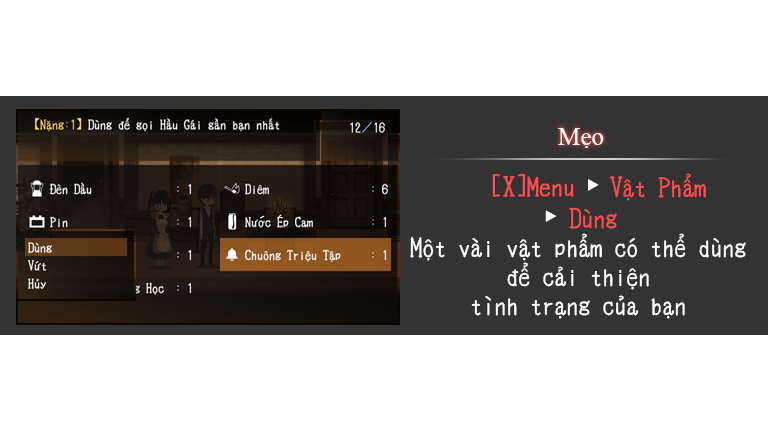 【Nặng:1】Dùng để gọi Hầu Gái gần bạn nhất 12/16
Đèn Dầu : 1 Diêm : 6
Pin : 1 Nước Ép Cam : 1
: 1 Chuông Triệu Tập : 1
Học : 1
Dùng
Vứt
Hủy
Mẹo
[X]Menu ▶ Vật Phẩm
▶ Dùng
Một vài vật phẩm có thể dùng
để cải thiện
tình trạng của bạn